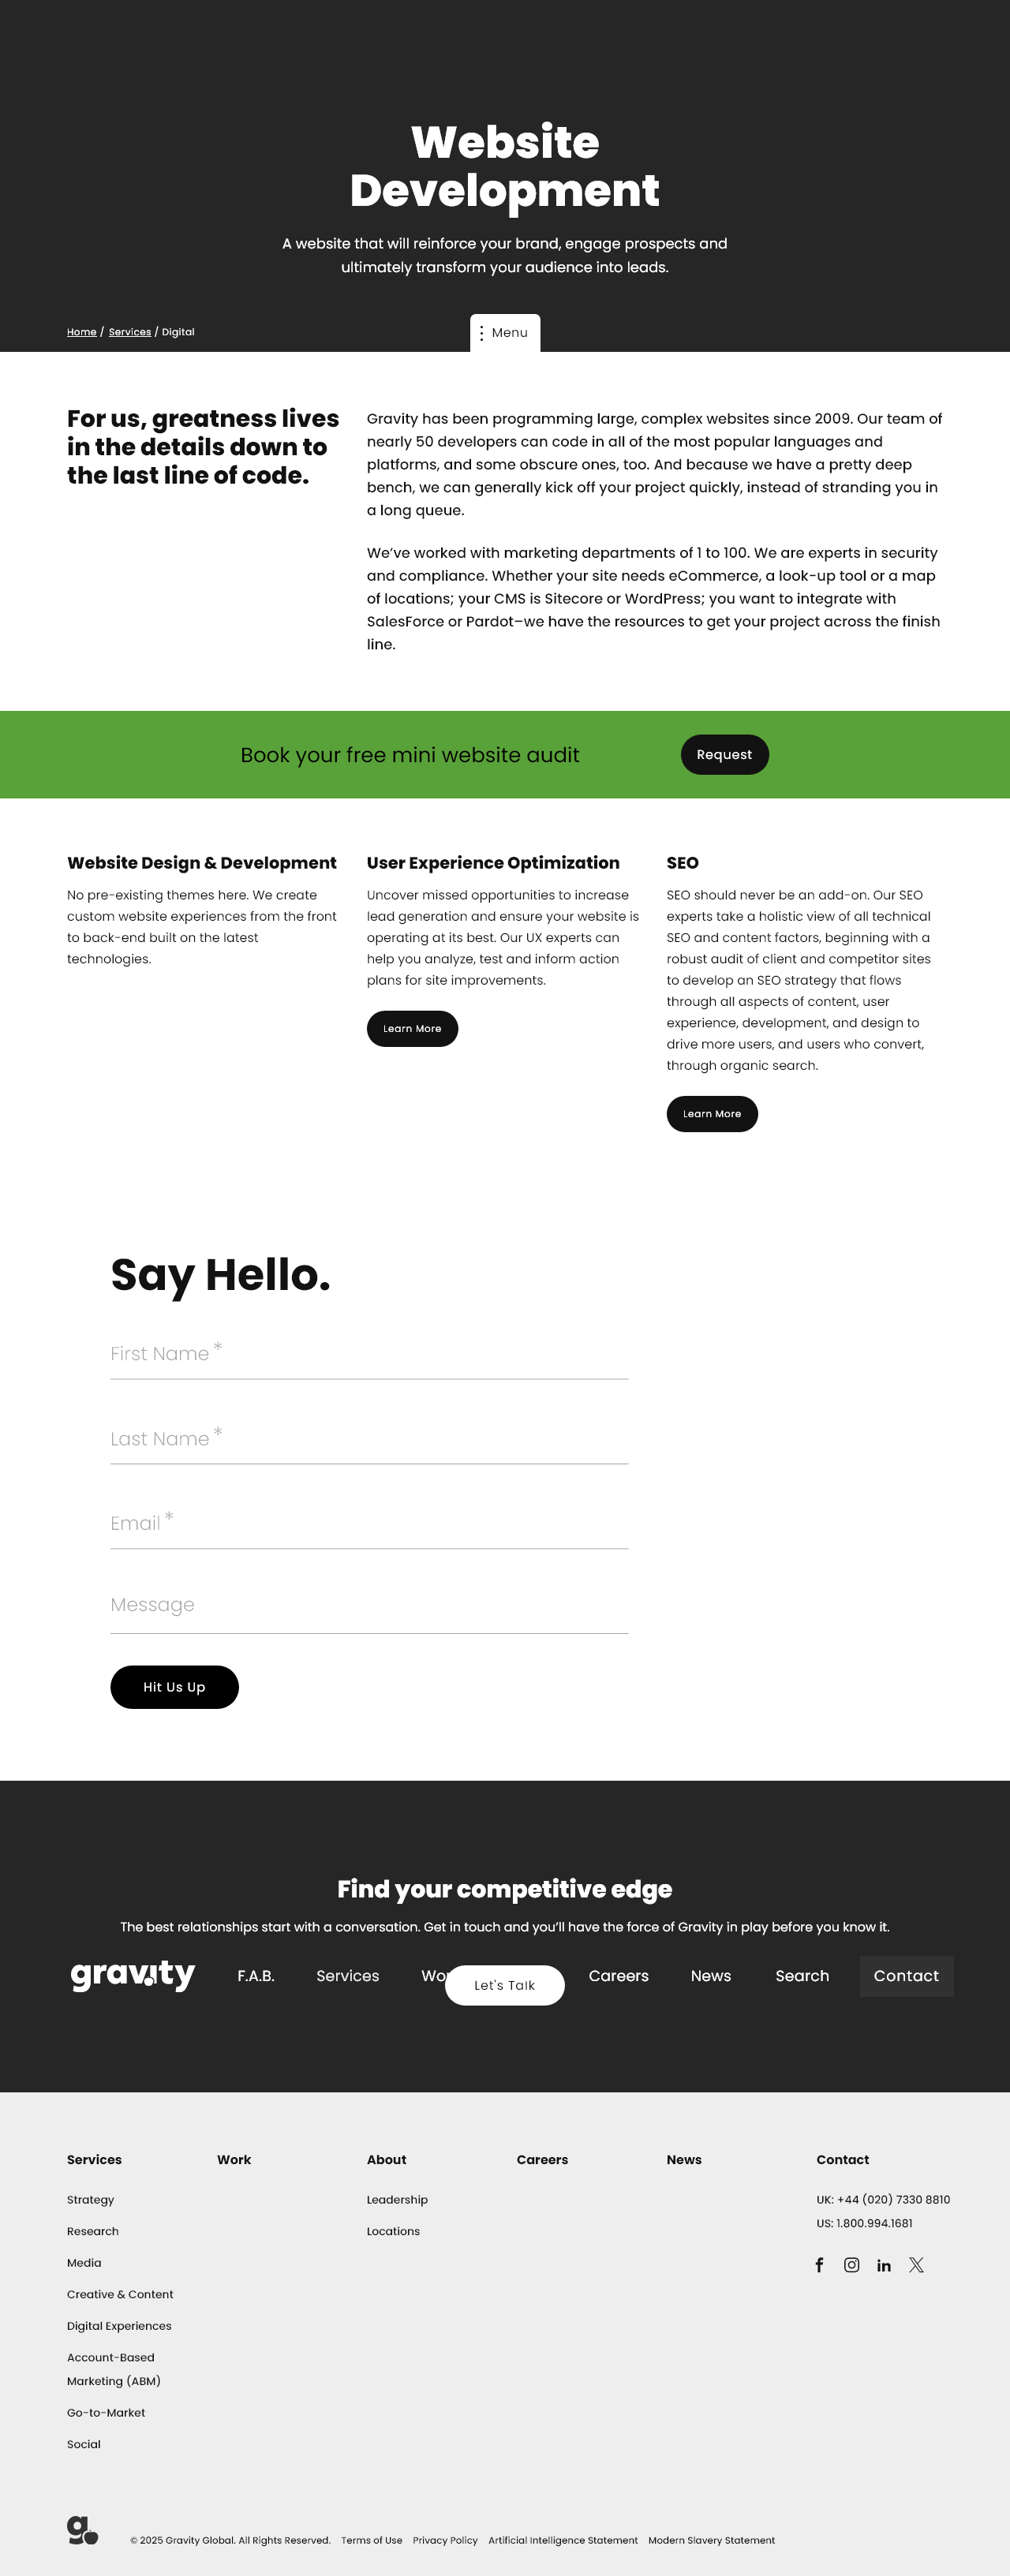 Website
Development
A website that will reinforce your brand, engage prospects and
ultimately transform your audience into leads.
Home / Services / Digital
Menu
For us, greatness lives
in the details down to
the last line of code.
Gravity has been programming large, complex websites since 2009. Our team of
nearly 50 developers can code in all of the most popular languages and
platforms, and some obscure ones, too. And because we have a pretty deep
bench, we can generally kick off your project quickly, instead of stranding you in
a long queue.
We’ve worked with marketing departments of 1 to 100. We are experts in security
and compliance. Whether your site needs eCommerce, a look-up tool or a map
of locations; your CMS is Sitecore or WordPress; you want to integrate with
SalesForce or Pardot–we have the resources to get your project across the finish
line.
Book your free mini website audit
Request
Website Design & Development
No pre-existing themes here. We create
custom website experiences from the front
to back-end built on the latest
technologies.
User Experience Optimization
Uncover missed opportunities to increase
lead generation and ensure your website is
operating at its best. Our UX experts can
help you analyze, test and inform action
plans for site improvements.
Learn More
SEO
SEO should never be an add-on. Our SEO
experts take a holistic view of all technical
SEO and content factors, beginning with a
robust audit of client and competitor sites
to develop an SEO strategy that flows
through all aspects of content, user
experience, development, and design to
drive more users, and users who convert,
through organic search.
Learn More
Say Hello.
First Name *
Last Name *
Email *
Message
Hit Us Up
Find your competitive edge
The best relationships start with a conversation. Get in touch and you’ll have the force of Gravity in play before you know it.
gravity
F.A.B.
Services
Let's Talk
Careers
News
Search
Contact
Services
Strategy
Research
Media
Creative & Content
Digital Experiences
Account-Based
Marketing (ABM)
Go-to-Market
Social
Work
About
Leadership
Locations
Careers
News
Contact
UK: +44 (020) 7330 8810
US: 1.800.994.1681
© 2025 Gravity Global. All Rights Reserved. Terms of Use Privacy Policy Artificial Intelligence Statement Modern Slavery Statement